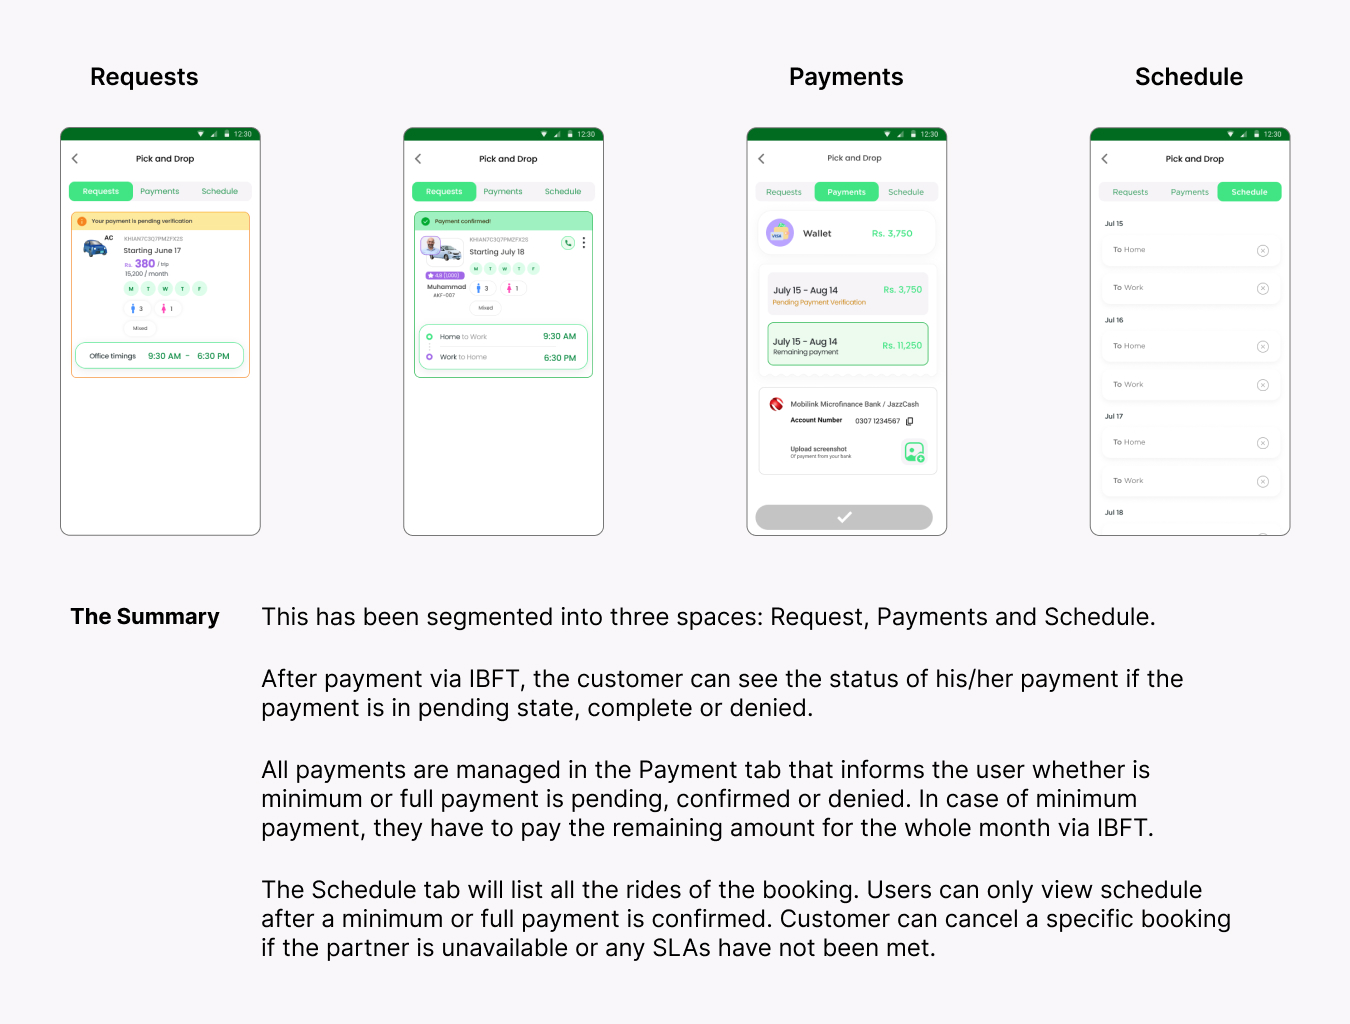 Requests
Payments
Schedule
12:30
Pick and Drop
Requests Payments Schedule
Your payment is pending verification
AC
KHIAN7C3Q7PMZFX2S
Starting June 17
Rs. 380 / trip
15,200 / month
M T W T F
3 1
Mixed
Office timings 9:30 AM - 6:30 PM
12:30
Pick and Drop
Requests Payments Schedule
Payment confirmed!
KHIAN7C3Q7PMZFX2S
Starting July 18
M T W T F
4.9 (1,000)
Muhammad
AKF-007
3 1
Mixed
Home to Work 9:30 AM
Work to Home 6:30 PM
12:30
Pick and Drop
Requests Payments Schedule
VISA
Wallet Rs. 3,750
July 15 - Aug 14 Rs. 3,750
Pending Payment Verification
July 15 - Aug 14
Remaining payment
Rs. 11,250
Mobilink Microfinance Bank / JazzCash
Account Number 0307 1234567
Upload screenshot
Of payment from your bank
12:30
Pick and Drop
Requests Payments Schedule
Jul 15
To Home
To Work
Jul 16
To Home
To Work
Jul 17
To Home
To Work
Jul 18
The Summary
This has been segmented into three spaces: Request, Payments and Schedule.
After payment via IBFT, the customer can see the status of his/her payment if the
payment is in pending state, complete or denied.
All payments are managed in the Payment tab that informs the user whether is
minimum or full payment is pending, confirmed or denied. In case of minimum
payment, they have to pay the remaining amount for the whole month via IBFT.
The Schedule tab will list all the rides of the booking. Users can only view schedule
after a minimum or full payment is confirmed. Customer can cancel a specific booking
if the partner is unavailable or any SLAs have not been met.